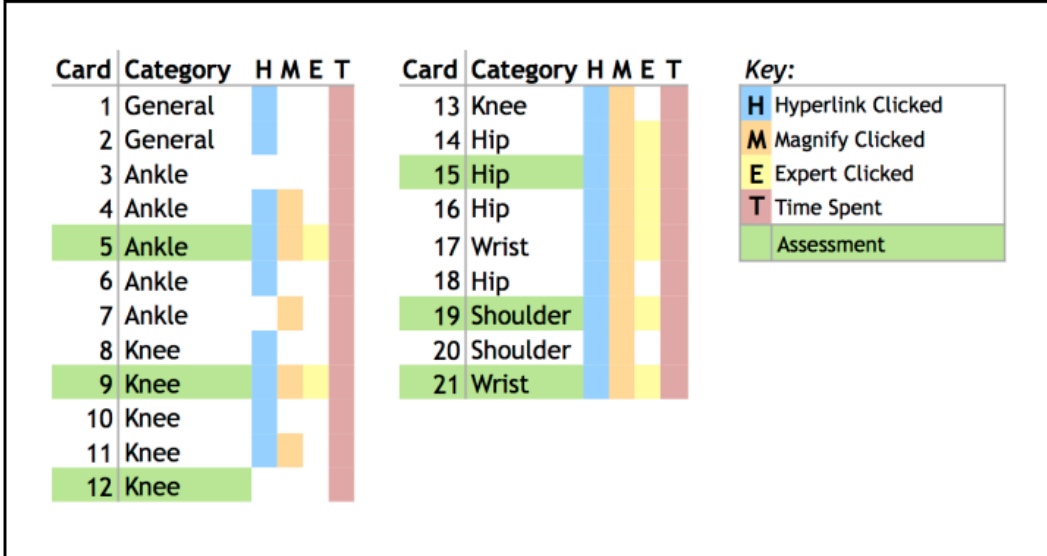 Card Category H M E T
1 General
2 General
3 Ankle
4 Ankle
5 Ankle
6 Ankle
7 Ankle
8 Knee
9 Knee
10 Knee
11 Knee
12 Knee
Card Category H M E T
13 Knee
14 Hip
15 Hip
16 Hip
17 Wrist
18 Hip
19 Shoulder
20 Shoulder
21 Wrist
Key:
H Hyperlink Clicked
M Magnify Clicked
E Expert Clicked
T Time Spent
Assessment